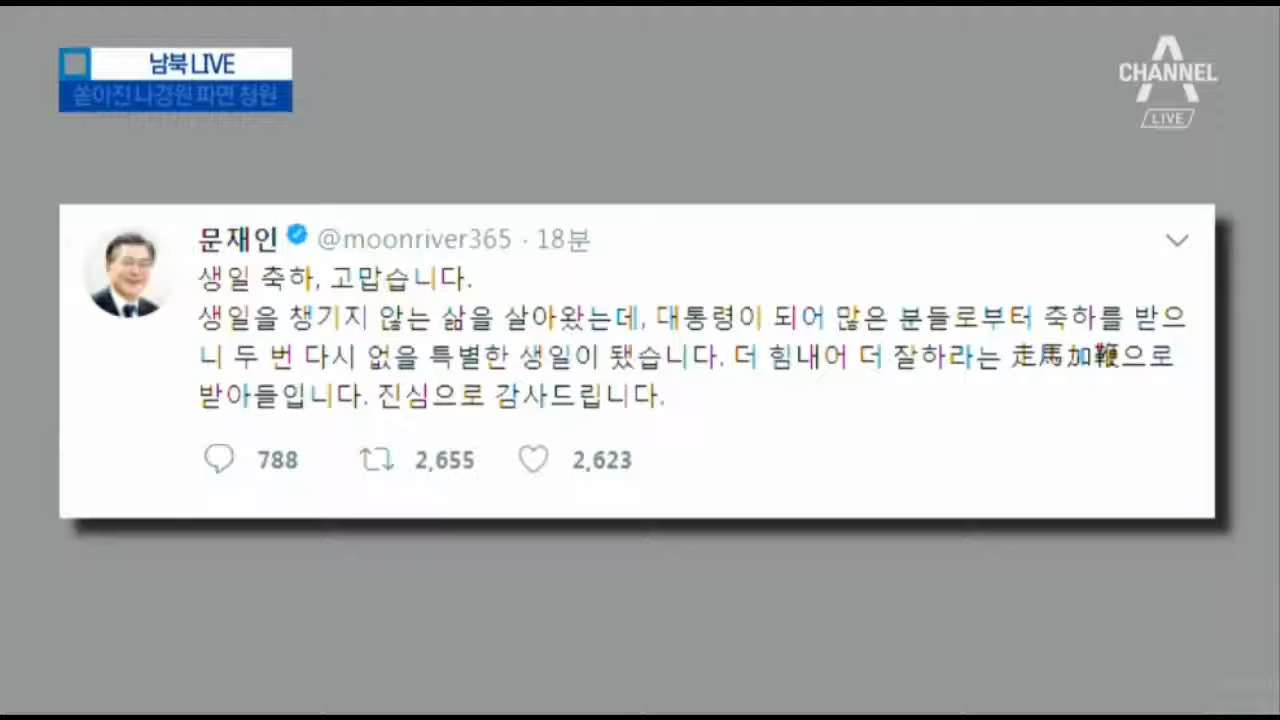 남북 LIVE
쏟아진 나경원 파면 청원
CHANNEL A
LIVE
문재인 @moonriver365 · 18분
생일 축하, 고맙습니다.
생일을 챙기지 않는 삶을 살아왔는데, 대통령이 되어 많은 분들로부터 축하를 받으
니 두 번 다시 없을 특별한 생일이 됐습니다. 더 힘내어 더 잘하라는 走馬加鞭으로
받아들입니다. 진심으로 감사드립니다.
788 2,655 2,623